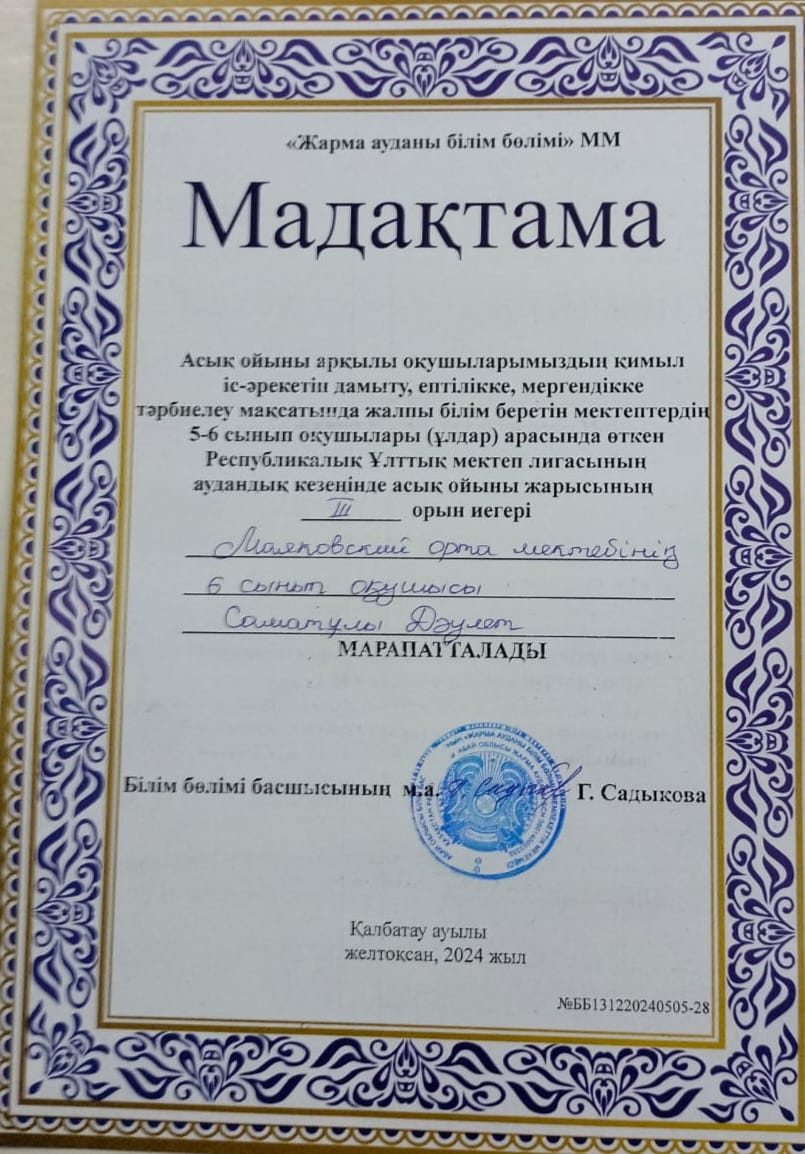 «Жарма ауданы білім бөлімі» ММ
Мадақтама
Асық ойыны арқылы оқушыларымыздың қимыл
іс-әрекетін дамыту, ептілікке, мергендікке
тәрбиелеу мақсатында жалпы білім беретін мектептердің
5-6 сынып оқушылары (ұлдар) арасында өткен
Республикалық Ұлттық мектеп лигасының
аудандық кезеңінде асық ойыны жарысының
III орын иегері
Маяковский орта мектебінің
6 сынып оқушысы
Саматұлы Дәулет
МАРАПАТТАЛАДЫ
Білім бөлімі басшысының м.а. Г. Садыкова
Қалбатау ауылы
желтоқсан, 2024 жыл
№ББ131220240505-28